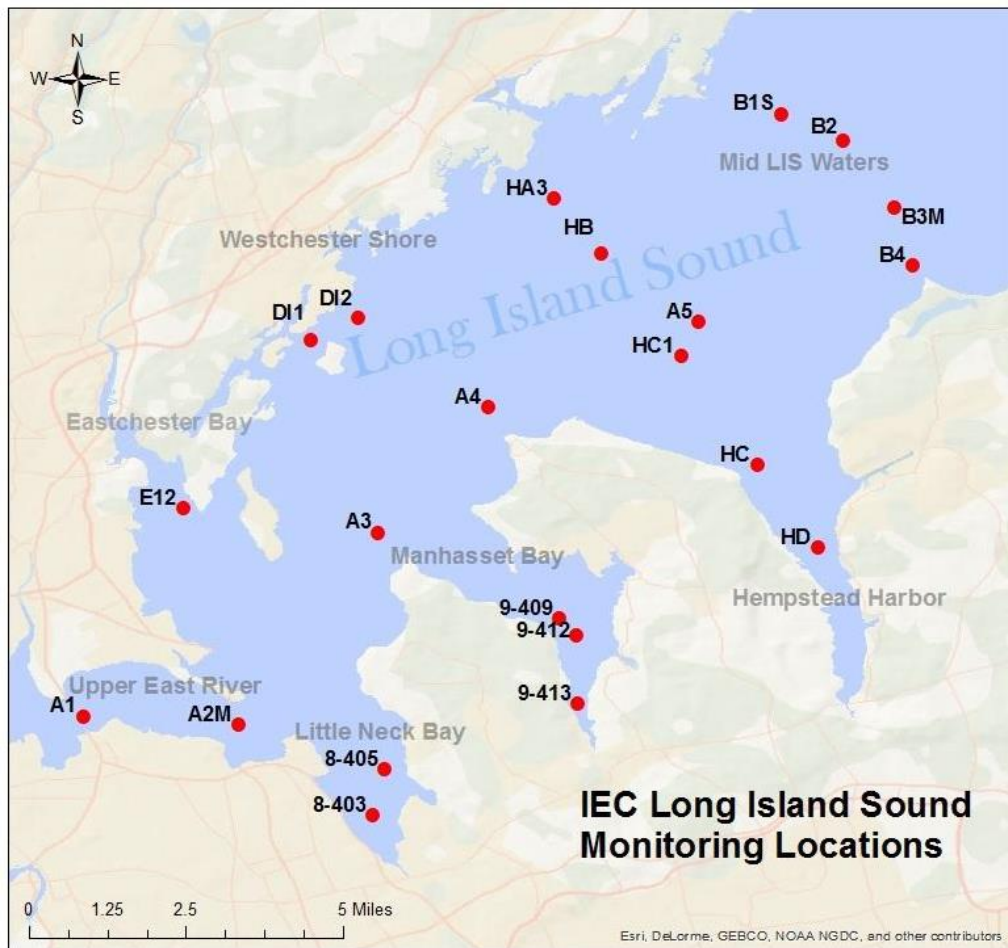 N
W E
S
B1S
B2
Mid LIS Waters
HA3
B3M
HB
Westchester Shore
B4
Long Island Sound
DI2
A5
DI1
HC1
A4
Eastchester Bay
HC
E12
A3
HD
Manhasset Bay
Hempstead Harbor
9-409
9-412
Upper East River
9-413
A1
A2M
Little Neck Bay
8-405
8-403
IEC Long Island Sound
Monitoring Locations
0 1.25 2.5 5 Miles
Esri, DeLorme, GEBCO, NOAA NGDC, and other contributors